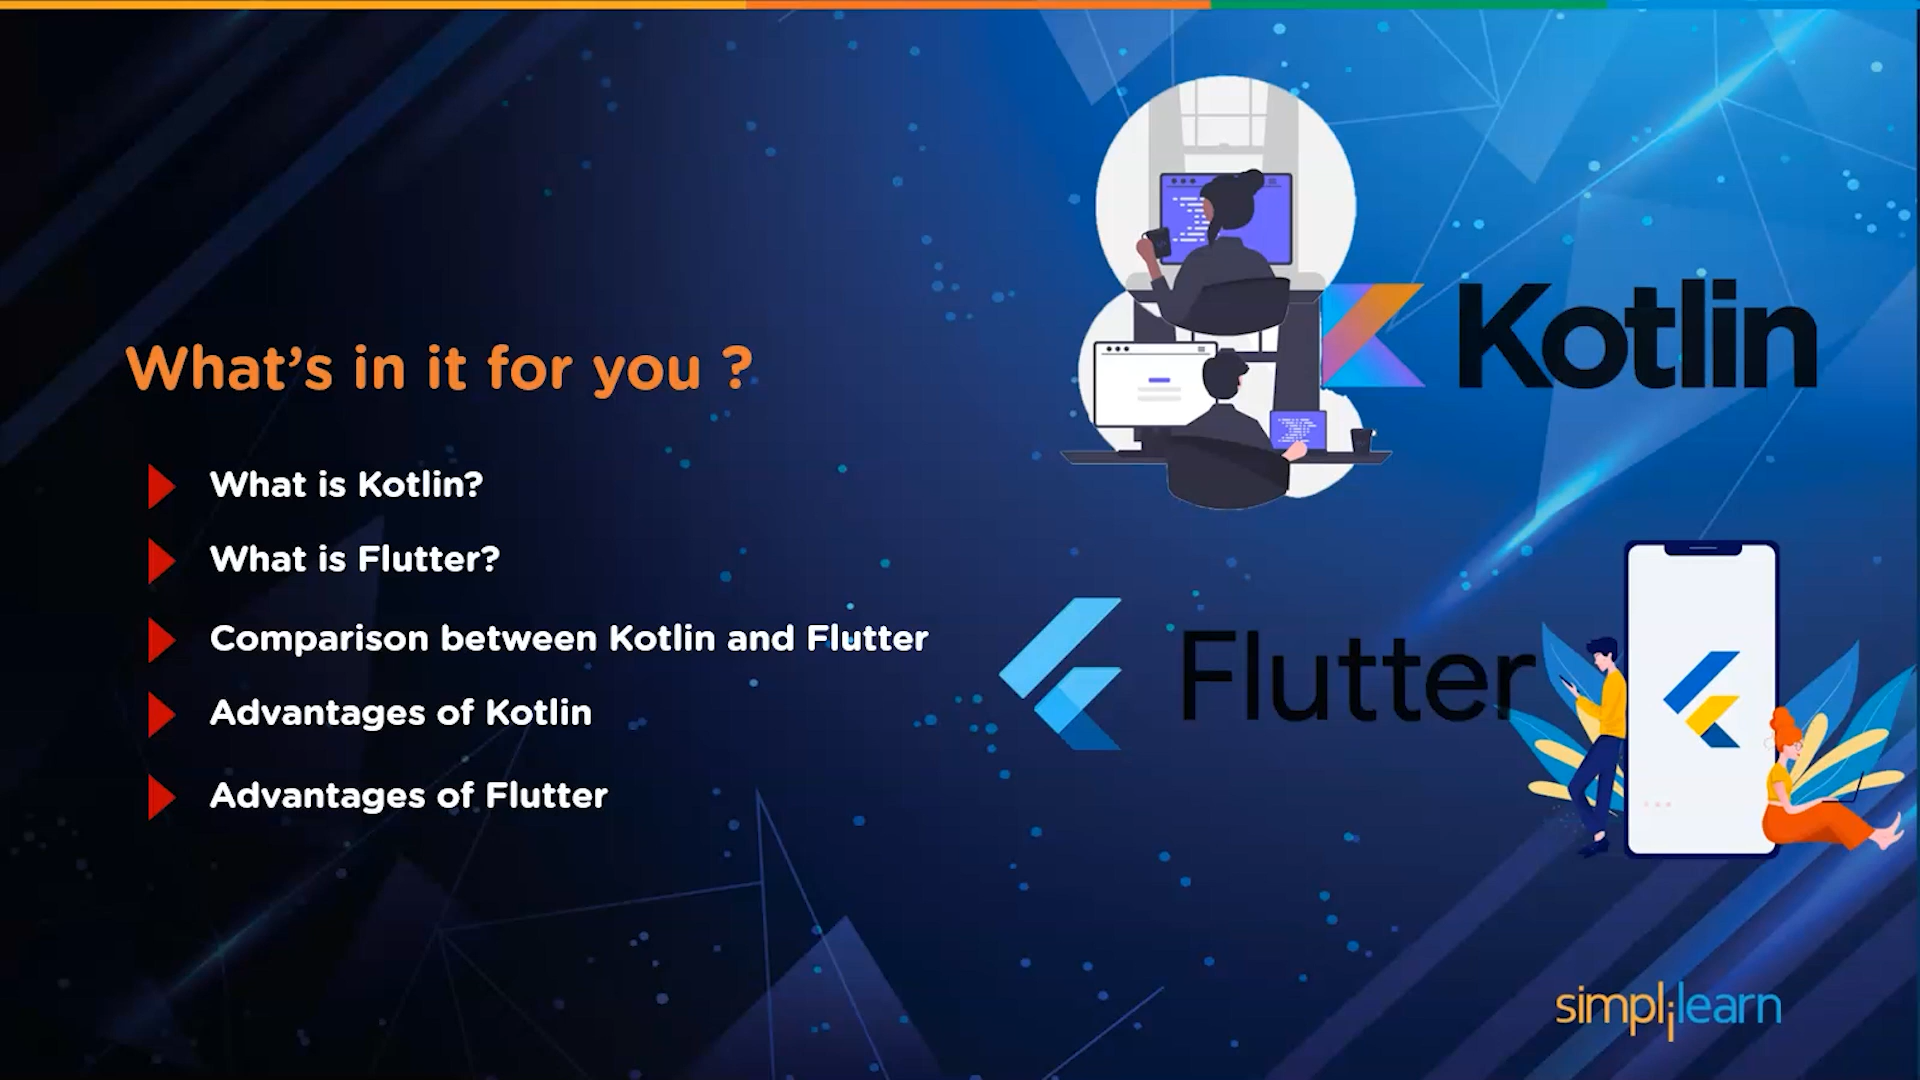 What's in it for you ?
What is Kotlin?
What is Flutter?
Comparison between Kotlin and Flutter
Advantages of Kotlin
Advantages of Flutter
Kotlin
Flutter
simplilearn